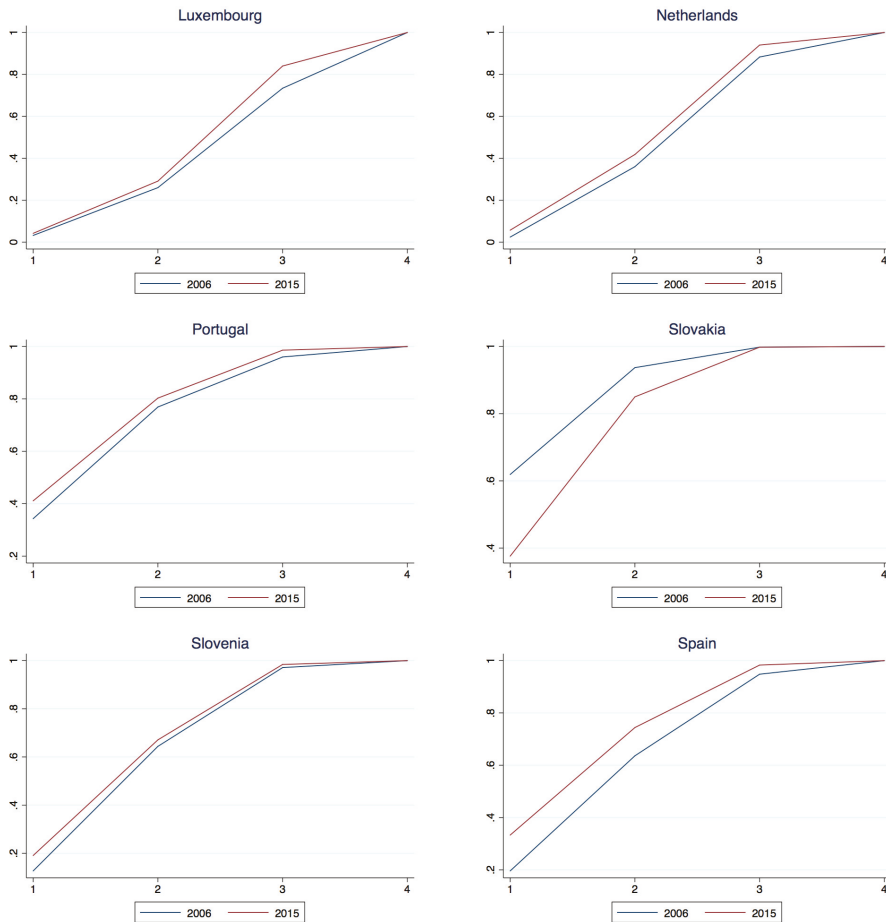 Luxembourg
0 .2 .4 .6 .8 1
1 2 3 4
2006 2015
Netherlands
0 .2 .4 .6 .8 1
1 2 3 4
2006 2015
Portugal
.2 .4 .6 .8 1
1 2 3 4
2006 2015
Slovakia
.4 .6 .8 1
1 2 3 4
2006 2015
Slovenia
.2 .4 .6 .8 1
1 2 3 4
2006 2015
Spain
.2 .4 .6 .8 1
1 2 3 4
2006 2015